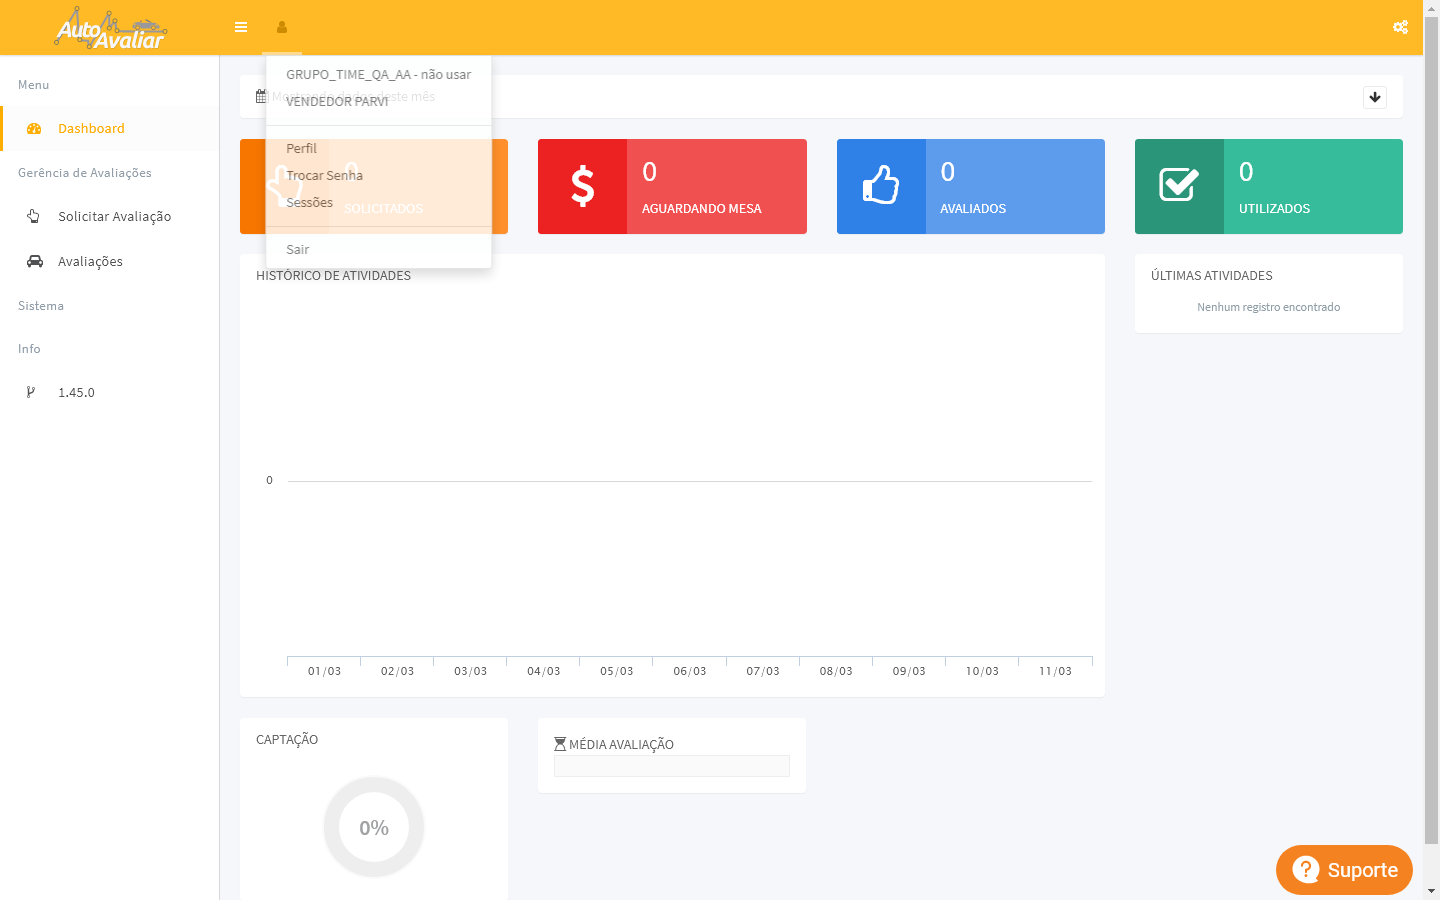 AutoAvaliar
Menu
Dashboard
Gerência de Avaliações
Solicitar Avaliação
Avaliações
Sistema
Info
1.45.0
GRUPO_TIME_QA_AA - não usar
Mostrando dados deste mês
VENDEDOR PARVI
Perfil
Trocar Senha
Sessões
Sair
0
SOLICITADOS
0
AGUARDANDO MESA
0
AVALIADOS
0
UTILIZADOS
HISTÓRICO DE ATIVIDADES
0
01/03 02/03 03/03 04/03 05/03 06/03 07/03 08/03 09/03 10/03 11/03
ÚLTIMAS ATIVIDADES
Nenhum registro encontrado
CAPTAÇÃO
0%
MÉDIA AVALIAÇÃO
Suporte